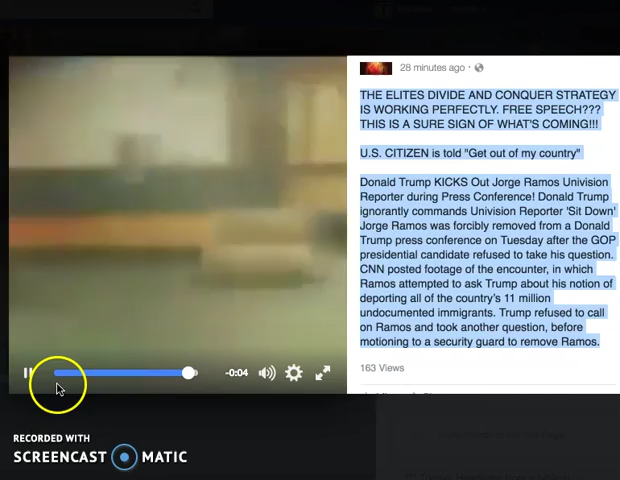 28 minutes ago
THE ELITES DIVIDE AND CONQUER STRATEGY
IS WORKING PERFECTLY. FREE SPEECH???
THIS IS A SURE SIGN OF WHAT'S COMING!!!
U.S. CITIZEN is told "Get out of my country"
Donald Trump KICKS Out Jorge Ramos Univision
Reporter during Press Conference! Donald Trump
ignorantly commands Univision Reporter 'Sit Down'
Jorge Ramos was forcibly removed from a Donald
Trump press conference on Tuesday after the GOP
presidential candidate refused to take his question.
CNN posted footage of the encounter, in which
Ramos attempted to ask Trump about his notion of
deporting all of the country's 11 million
undocumented immigrants. Trump refused to call
on Ramos and took another question, before
motioning to a security guard to remove Ramos.
163 Views
-0:04
RECORDED WITH
SCREENCAST MATIC